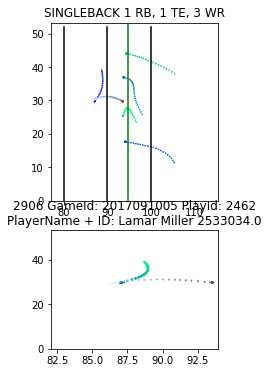 SINGLEBACK 1 RB, 1 TE, 3 WR
50
40
30
20
10
0
80 90 100 110
2906 GameId: 2017091005 PlayId: 2462
PlayerName + ID: Lamar Miller 2533034.0
40
20
0
82.5 85.0 87.5 90.0 92.5